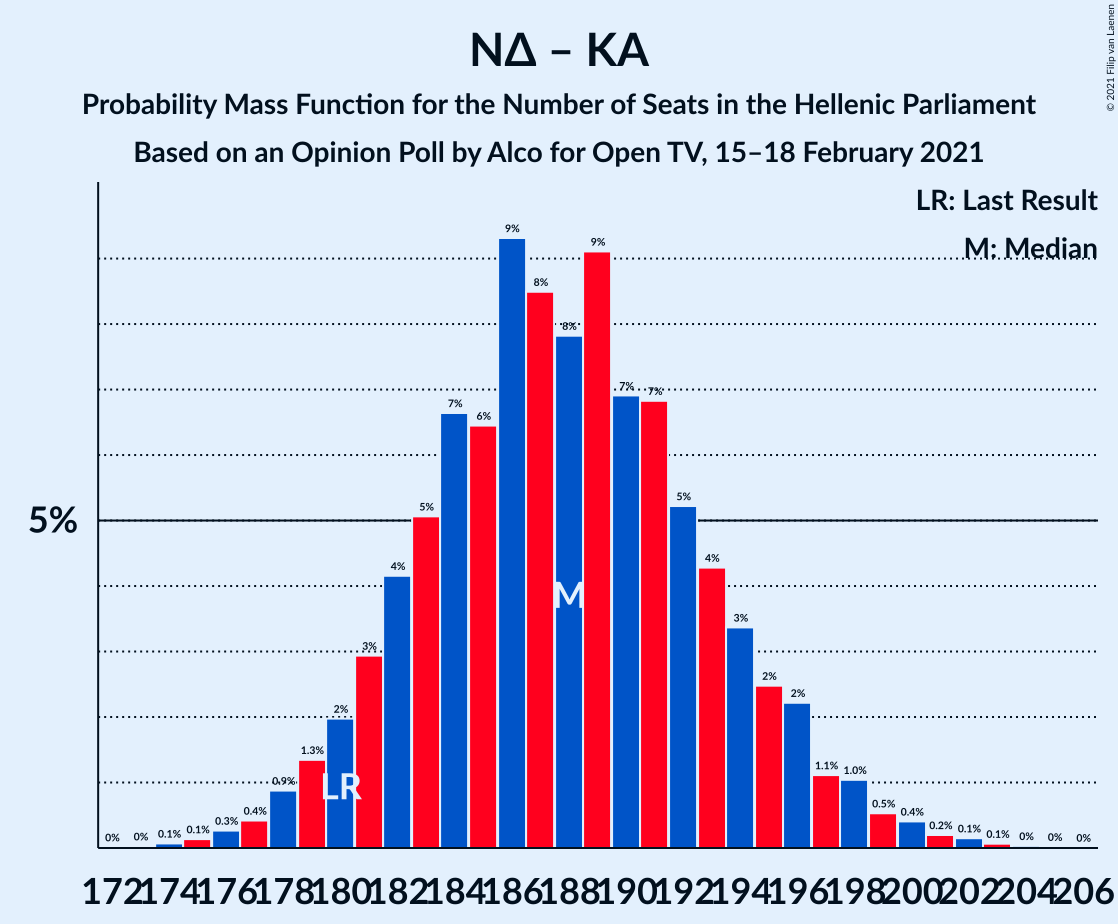 © 2021 Filip van Laenen
NΔ – KA
Probability Mass Function for the Number of Seats in the Hellenic Parliament
Based on an Opinion Poll by Alco for Open TV, 15–18 February 2021
LR: Last Result
M: Median
5%
0% 0% 0.1% 0.1% 0.3% 0.4% 0.9% 1.3% 2% 3% 4% 5% 7% 6% 9% 8% 8% 9% 7% 7% 5% 4% 3% 2% 2% 1.1% 1.0% 0.5% 0.4% 0.2% 0.1% 0.1% 0% 0% 0%
M
LR
172 174 176 178 180 182 184 186 188 190 192 194 196 198 200 202 204 206